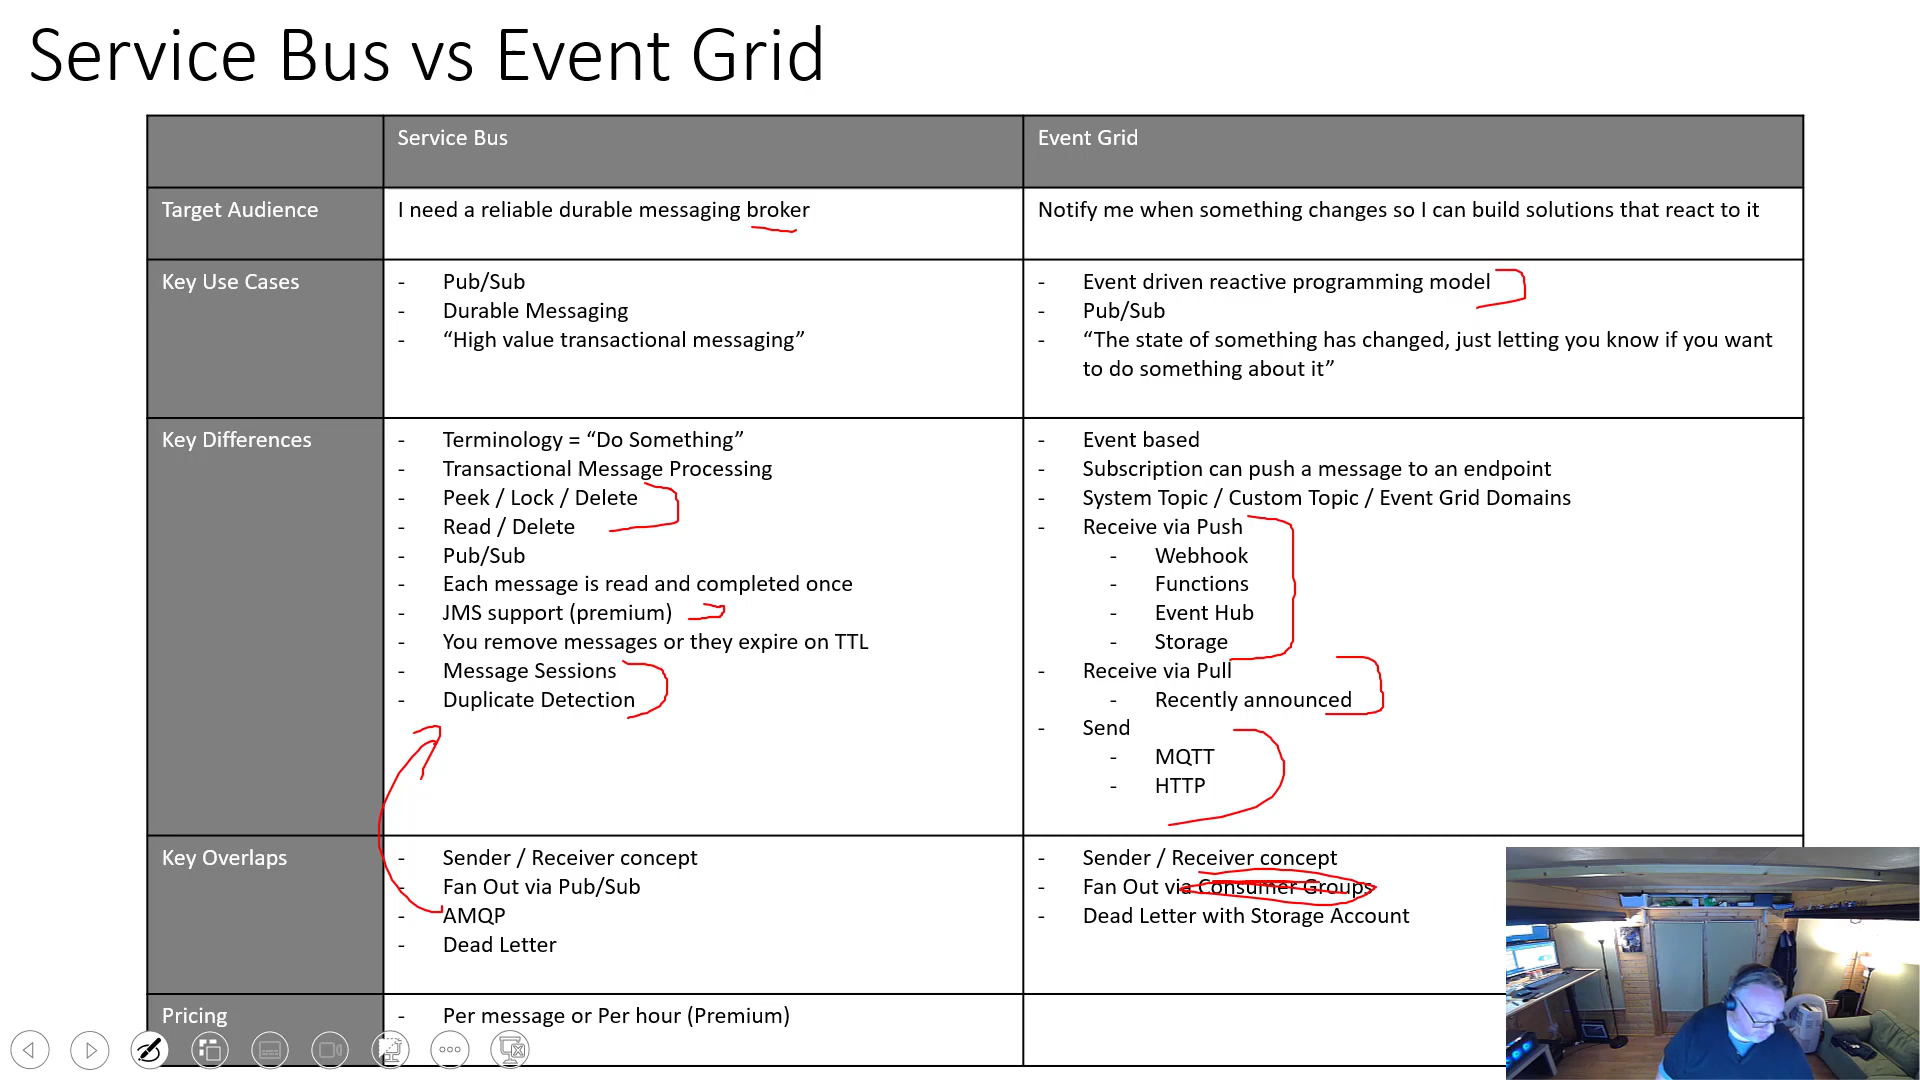 Service Bus vs Event Grid
Service Bus
Event Grid
Target Audience
I need a reliable durable messaging broker
Notify me when something changes so I can build solutions that react to it
Key Use Cases
- Pub/Sub
- Durable Messaging
- “High value transactional messaging”
- Event driven reactive programming model
- Pub/Sub
- “The state of something has changed, just letting you know if you want
to do something about it”
Key Differences
- Terminology = “Do Something”
- Transactional Message Processing
- Peek / Lock / Delete
- Read / Delete
- Pub/Sub
- Each message is read and completed once
- JMS support (premium)
- You remove messages or they expire on TTL
- Message Sessions
- Duplicate Detection
- Event based
- Subscription can push a message to an endpoint
- System Topic / Custom Topic / Event Grid Domains
- Receive via Push
- Webhook
- Functions
- Event Hub
- Storage
- Receive via Pull
- Recently announced
- Send
- MQTT
- HTTP
Key Overlaps
- Sender / Receiver concept
- Fan Out via Pub/Sub
- AMQP
- Dead Letter
- Sender / Receiver concept
- Fan Out via Consumer Groups
- Dead Letter with Storage Account
Pricing
- Per message or Per hour (Premium)